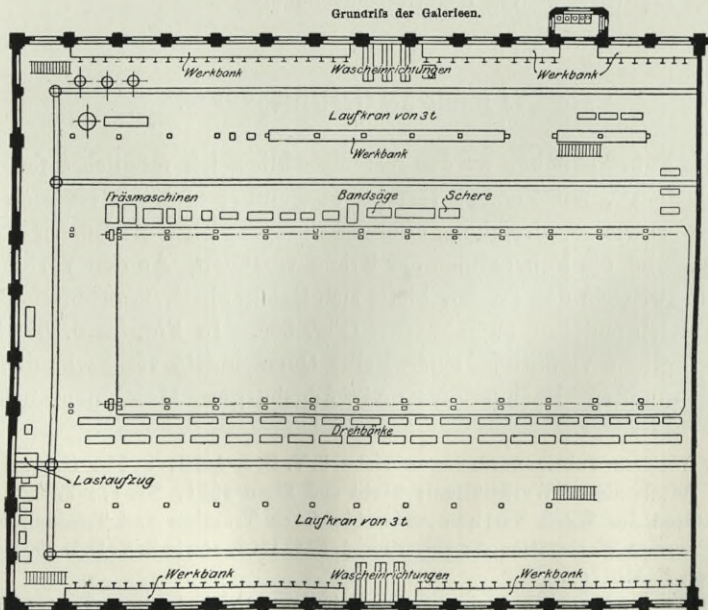 Grundriſs der Galerieen.
Werkbank
Wascheinrichtungen
Werkbank
Laufkran von 3t
Werkbank
Fräsmaschinen
Bandsäge
Schere
Drehbänke
Lastaufzug
Laufkran von 3t
Werkbank
Wascheinrichtungen
Werkbank